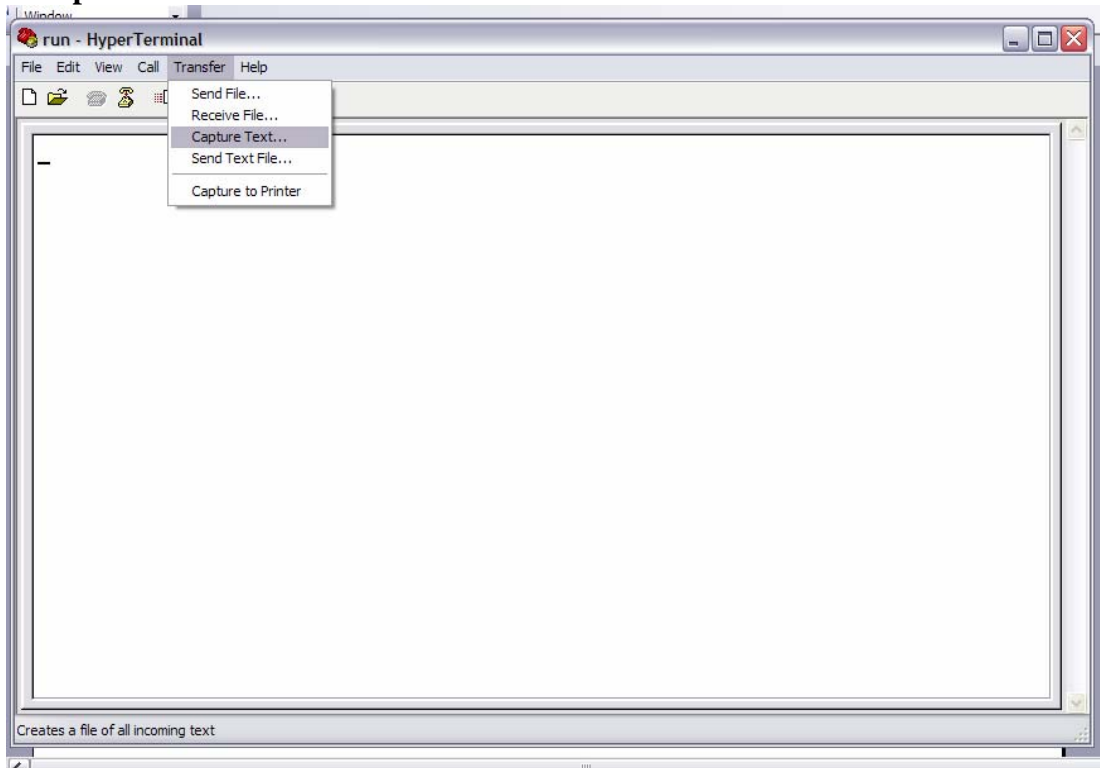 Window
run - HyperTerminal
File Edit View Call Transfer Help
Send File...
Receive File...
Capture Text...
Send Text File...
Capture to Printer
Creates a file of all incoming text